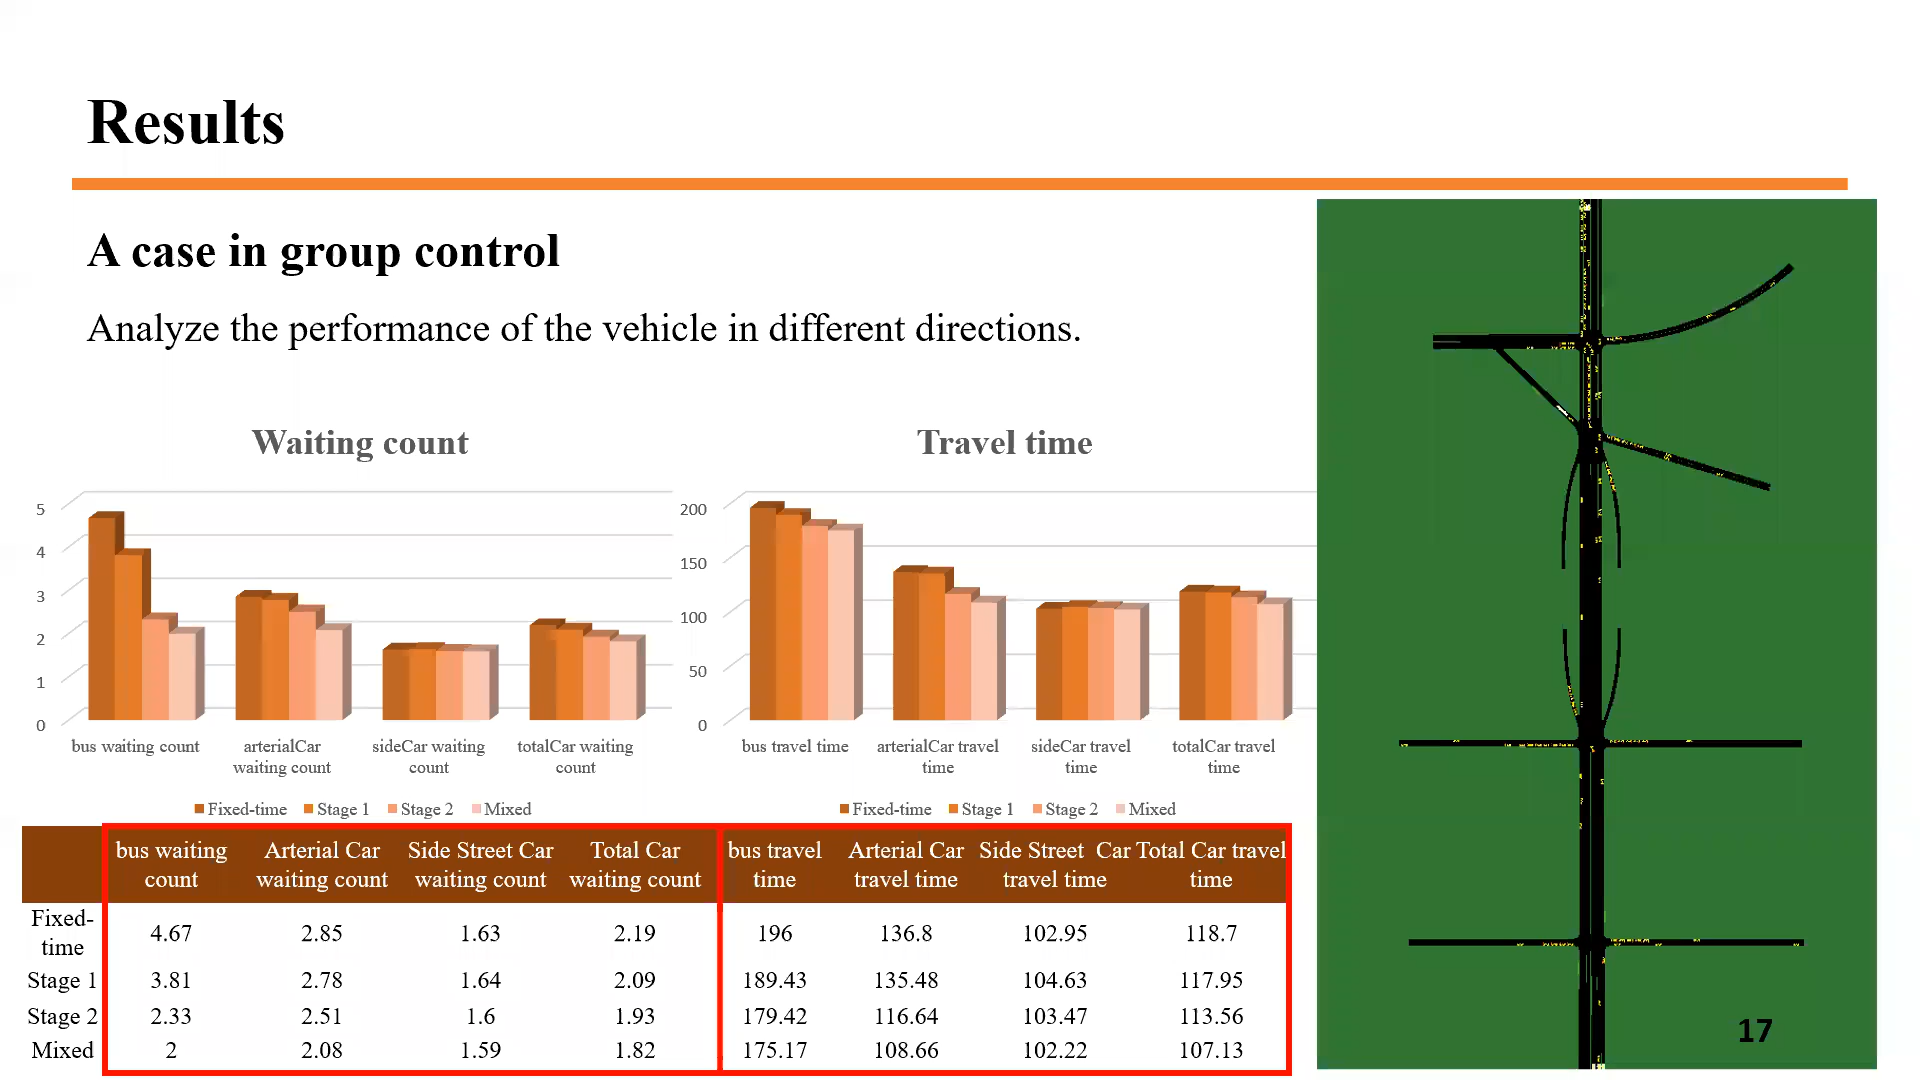 Results
A case in group control
Analyze the performance of the vehicle in different directions.
Waiting count
5
4
3
2
1
0
bus waiting count
arterialCar
waiting count
sideCar waiting
count
totalCar waiting
count
Fixed-time Stage 1 Stage 2 Mixed
Travel time
200
150
100
50
0
bus travel time
arterialCar travel
time
sideCar travel
time
totalCar travel
time
Fixed-time Stage 1 Stage 2 Mixed
bus waiting count Arterial Car waiting count Side Street Car waiting count Total Car waiting count bus travel time Arterial Car travel time Side Street Car travel time Total Car travel time
Fixed-time 4.67 2.85 1.63 2.19 196 136.8 102.95 118.7
Stage 1 3.81 2.78 1.64 2.09 189.43 135.48 104.63 117.95
Stage 2 2.33 2.51 1.6 1.93 179.42 116.64 103.47 113.56
Mixed 2 2.08 1.59 1.82 175.17 108.66 102.22 107.13
17